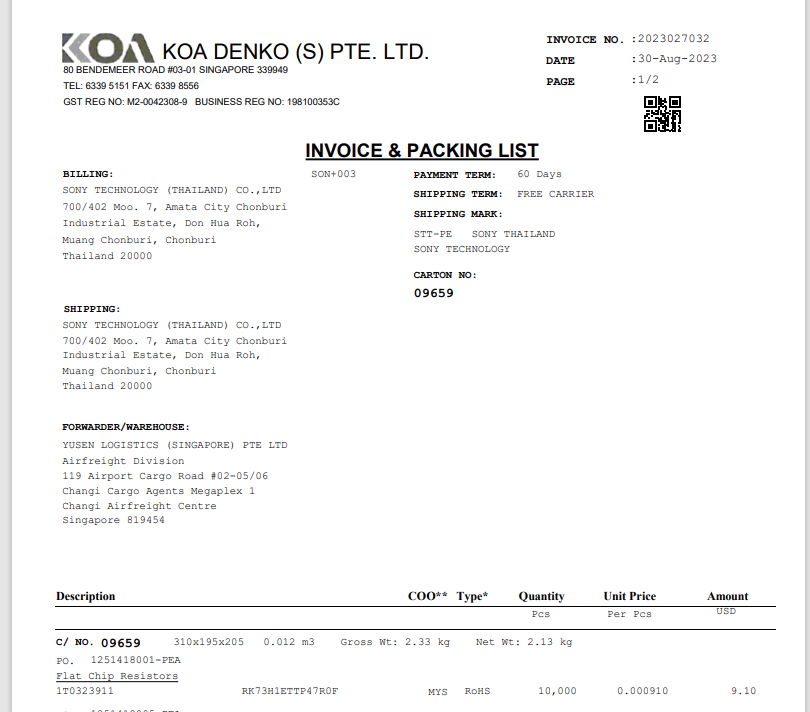 KOA KOA DENKO (S) PTE. LTD.
80 BENDEMEER ROAD #03-01 SINGAPORE 339949
TEL: 6339 5151 FAX: 6339 8556
GST REG NO: M2-0042308-9 BUSINESS REG NO: 198100353C
INVOICE NO. :2023027032
DATE :30-Aug-2023
PAGE :1/2
INVOICE & PACKING LIST
BILLING: SON+003
SONY TECHNOLOGY (THAILAND) CO.,LTD
700/402 Moo. 7, Amata City Chonburi
Industrial Estate, Don Hua Roh,
Muang Chonburi, Chonburi
Thailand 20000
PAYMENT TERM: 60 Days
SHIPPING TERM: FREE CARRIER
SHIPPING MARK:
STT-PE SONY THAILAND
SONY TECHNOLOGY
CARTON NO:
09659
SHIPPING:
SONY TECHNOLOGY (THAILAND) CO.,LTD
700/402 Moo. 7, Amata City Chonburi
Industrial Estate, Don Hua Roh,
Muang Chonburi, Chonburi
Thailand 20000
FORWARDER/WAREHOUSE:
YUSEN LOGISTICS (SINGAPORE) PTE LTD
Airfreight Division
119 Airport Cargo Road #02-05/06
Changi Cargo Agents Megaplex 1
Changi Airfreight Centre
Singapore 819454
Description COO** Type* Quantity Unit Price Amount
Pcs Per Pcs USD
C/ NO. 09659 310x195x205 0.012 m3 Gross Wt: 2.33 kg Net Wt: 2.13 kg
PO. 1251418001-PEA
Flat Chip Resistors
1T0323911 RK73H1ETTP47R0F MYS RoHS 10,000 0.000910 9.10